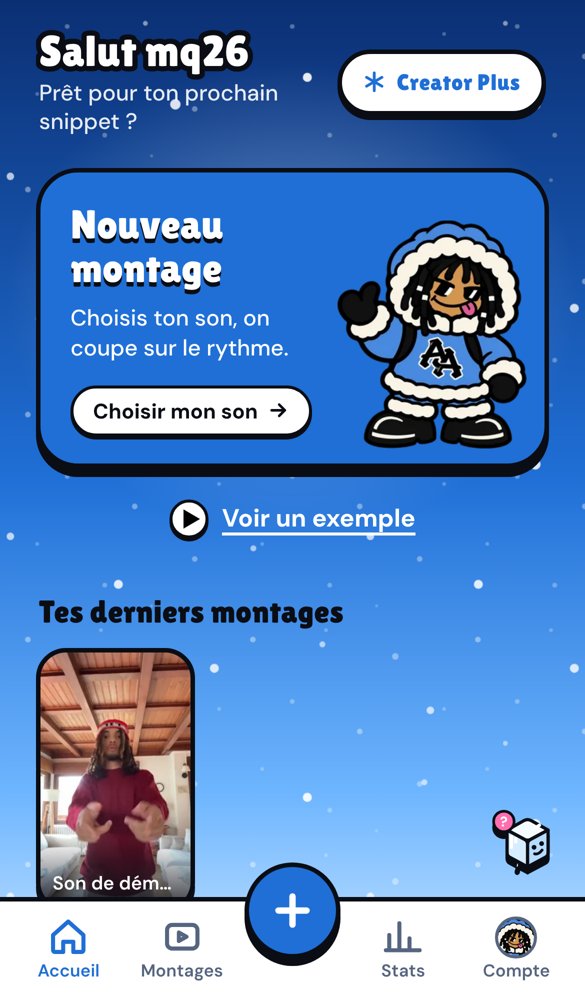 Salut mq26
Prêt pour ton prochain
snippet ?
Creator Plus
Nouveau
montage
Choisis ton son, on
coupe sur le rythme.
AA
Choisir mon son →
Voir un exemple
Tes derniers montages
Son de dém...
?
Accueil
Montages
Stats
Compte